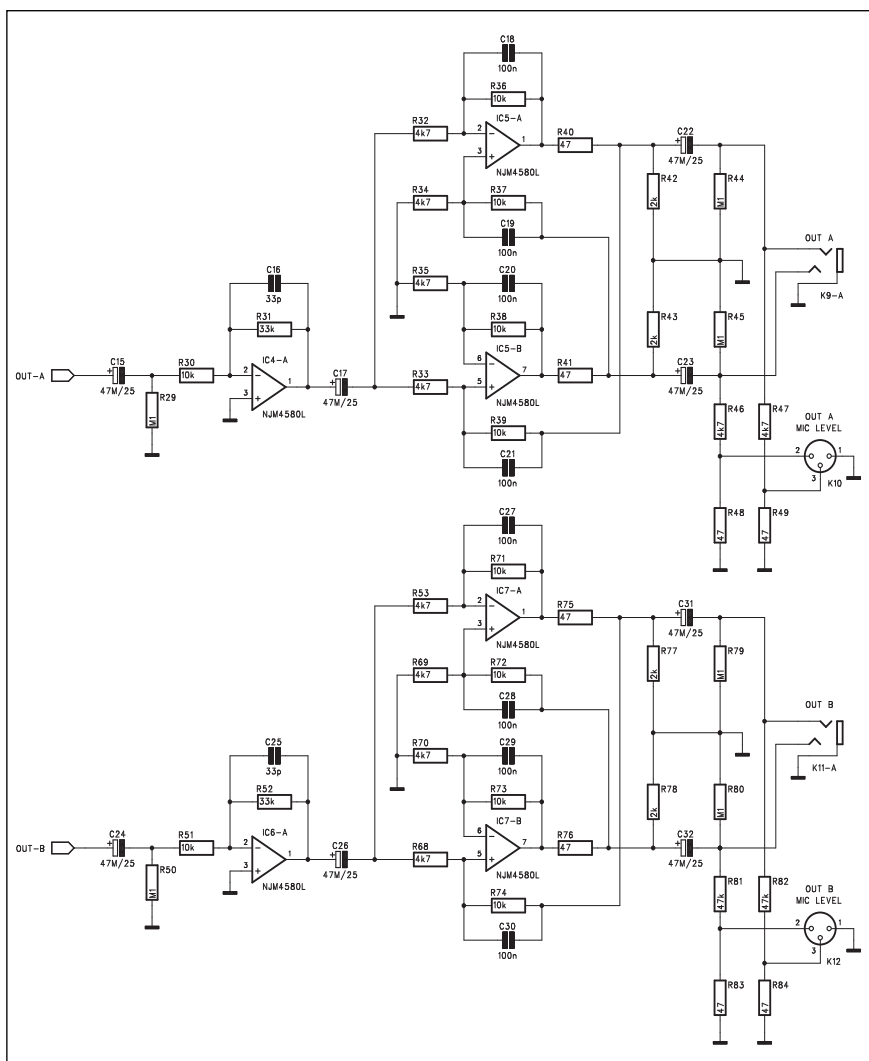 C18
100n
R36
10k
IC5-A
R32
4k7
2
3
1
NJM4580L
R40
47
C22
47M/25
R42
2k
R44
M1
R34
4k7
R37
10k
C19
100n
OUT A
K9-A
R35
4k7
C20
100n
R38
10k
IC5-B
R43
2k
R45
M1
C16
33p
R31
33k
IC4-A
OUT-A
C15
47M/25
R30
10k
2
3
1
NJM4580L
R29
M1
C17
47M/25
R33
4k7
6
5
7
NJM4580L
R41
47
C23
47M/25
R39
10k
C21
100n
R46
4k7
R47
4k7
OUT A
MIC LEVEL
2
1
3
K10
R48
47
R49
47
C27
100n
R71
10k
IC7-A
R53
4k7
2
3
1
NJM4580L
R75
47
C31
47M/25
R77
2k
R79
M1
R69
4k7
R72
10k
C28
100n
OUT B
K11-A
R70
4k7
C29
100n
R73
10k
IC7-B
R78
2k
R80
M1
C25
33p
R52
33k
IC6-A
OUT-B
C24
47M/25
R51
10k
2
3
1
NJM4580L
R50
M1
C26
47M/25
R68
4k7
6
5
7
NJM4580L
R76
47
C32
47M/25
R74
10k
C30
100n
R81
47k
R82
47k
OUT B
MIC LEVEL
2
1
3
K12
R83
47
R84
47